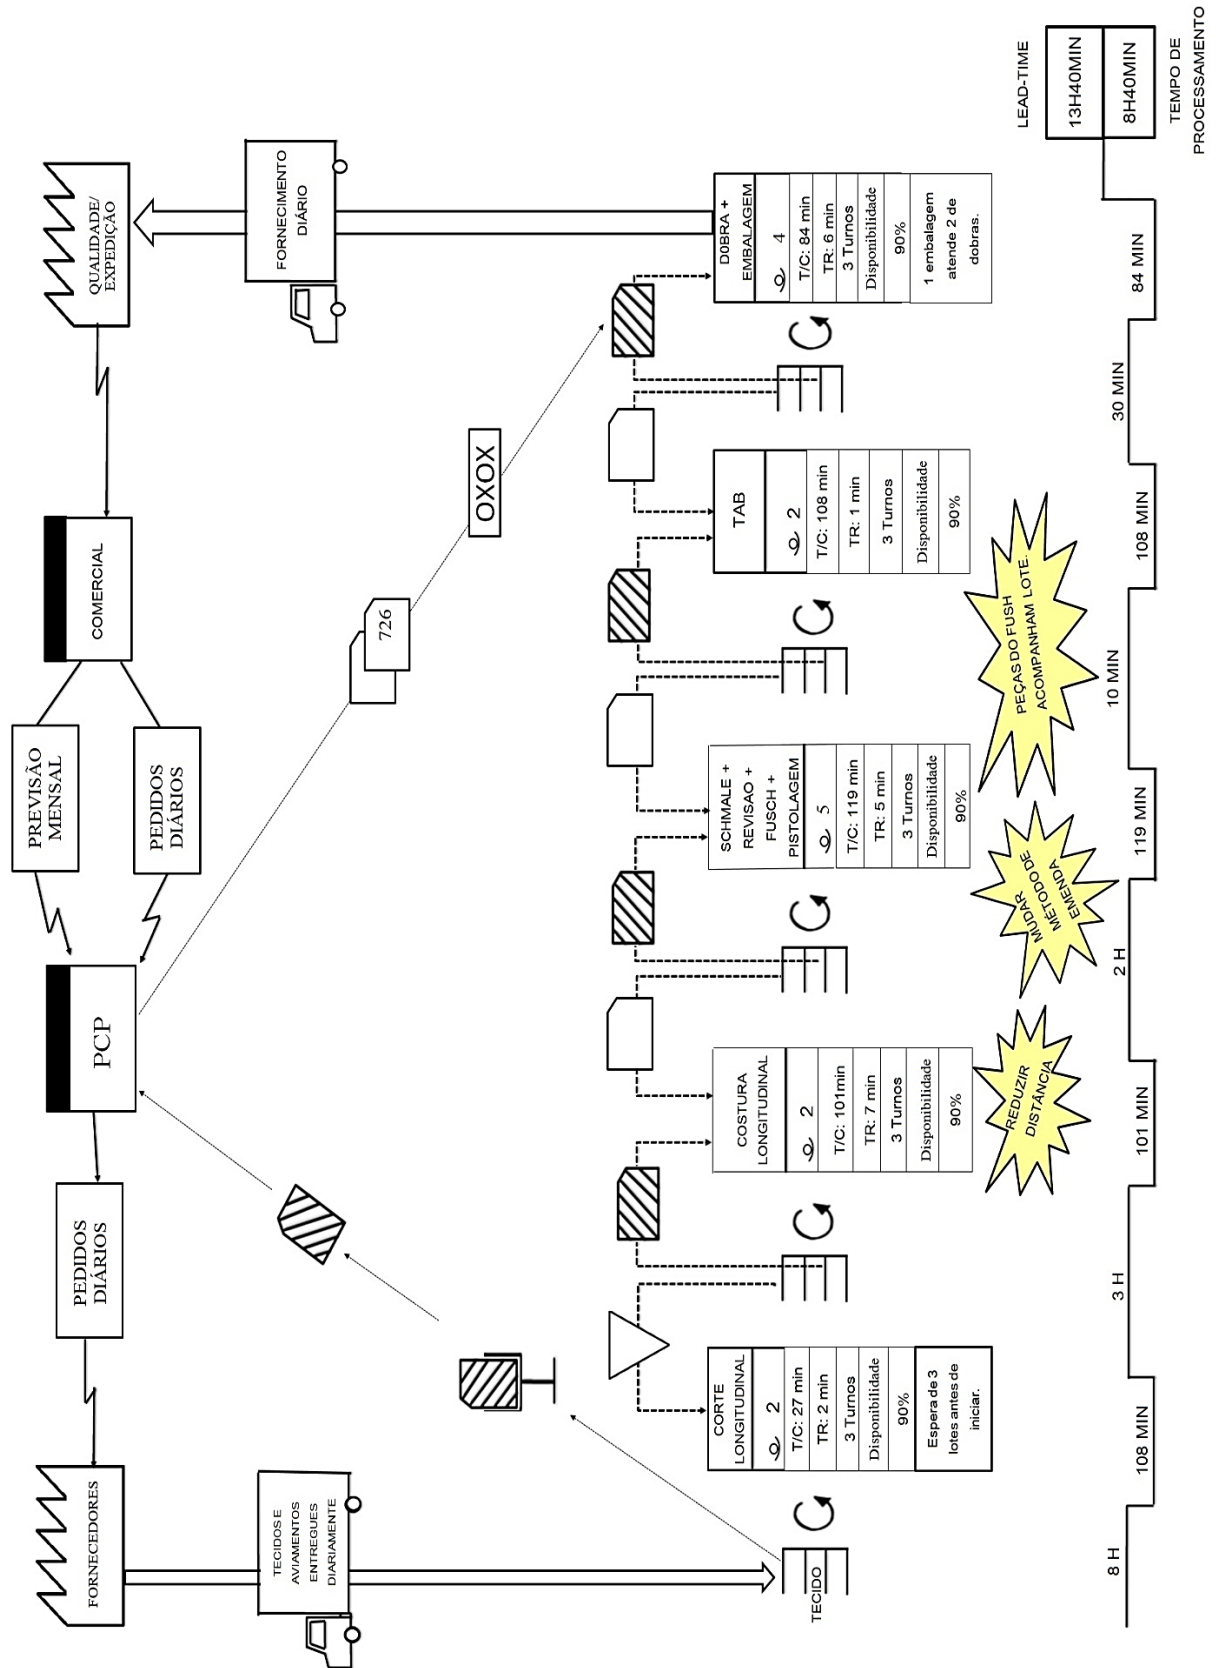 FORNECEDORES
PEDIDOS
DIÁRIOS
PCP
PREVISÃO
MENSAL
PEDIDOS
DIÁRIOS
COMERCIAL
QUALIDADE/
EXPEDIÇÃO
TECIDOS E
AVIAMENTOS
ENTREGUES
DIARIAMENTE
726
OXOX
FORNECIMENTO
DIÁRIO
TECIDO
CORTE
LONGITUDINAL
2
T/C: 27 min
TR: 2 min
3 Turnos
Disponibilidade
90%
Espera de 3
lotes antes de
iniciar.
COSTURA
LONGITUDINAL
2
T/C: 101min
TR: 7 min
3 Turnos
Disponibilidade
90%
SCHMALE +
REVISAO +
FUSCH +
PISTOLAGEM
5
T/C: 119 min
TR: 5 min
3 Turnos
Disponibilidade
90%
TAB
2
T/C: 108 min
TR: 1 min
3 Turnos
Disponibilidade
90%
D0BRA +
EMBALAGEM
4
T/C: 84 min
TR: 6 min
3 Turnos
Disponibilidade
90%
1 embalagem
atende 2 de
dobras.
REDUZIR
DISTÂNCIA
MUDAR
MÉTODO DE
EMENDA
PEÇAS DO FUSH
ACOMPANHAM LOTE.
8 H
108 MIN
3 H
101 MIN
2 H
119 MIN
10 MIN
108 MIN
30 MIN
84 MIN
LEAD-TIME
13H40MIN
8H40MIN
TEMPO DE
PROCESSAMENTO